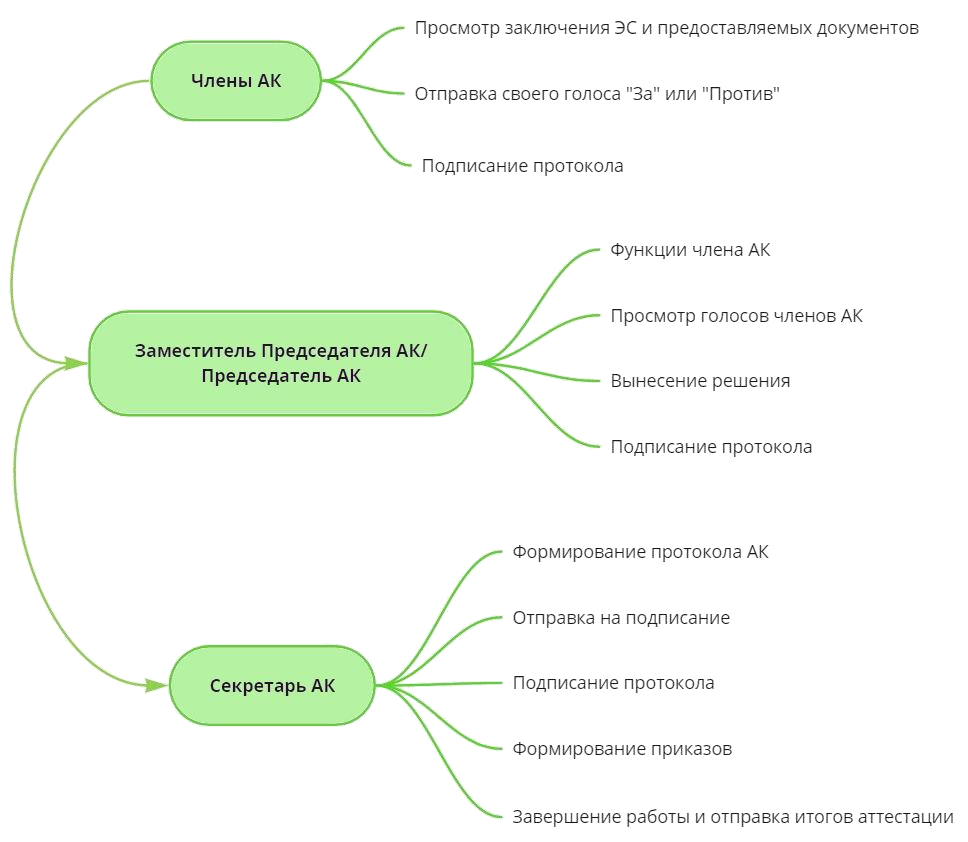 Члены АК
Просмотр заключения ЭС и предоставляемых документов
Отправка своего голоса "За" или "Против"
Подписание протокола
Заместитель Председателя АК/
Председатель АК
Функции члена АК
Просмотр голосов членов АК
Вынесение решения
Подписание протокола
Секретарь АК
Формирование протокола АК
Отправка на подписание
Подписание протокола
Формирование приказов
Завершение работы и отправка итогов аттестации